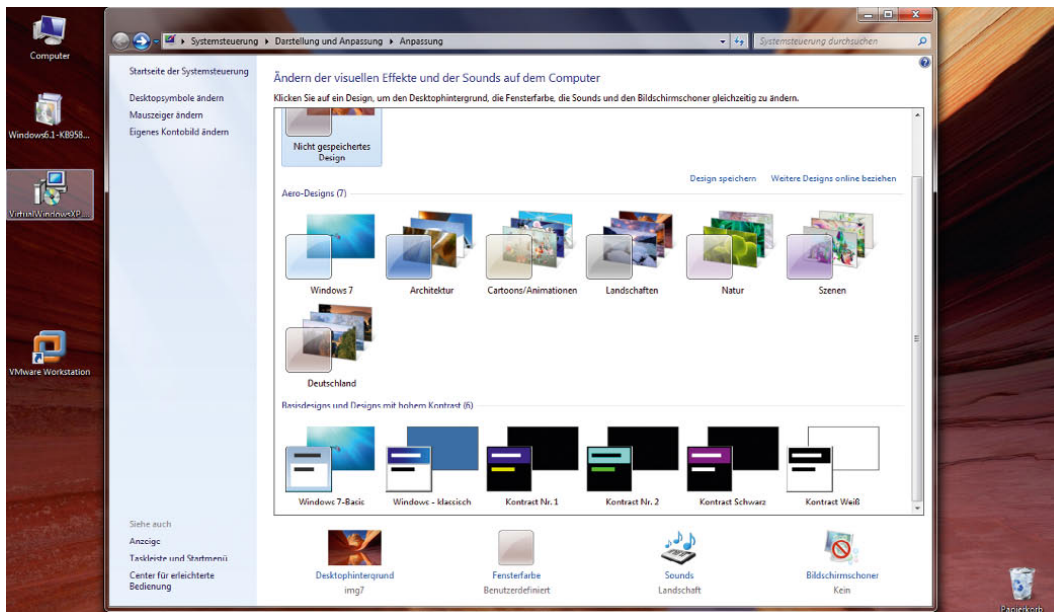 Computer
Windows6.1-KB958...
VirtualWindowsXP....
VMware Workstation
Papierkorb
Systemsteuerung
Darstellung und Anpassung
Anpassung
Systemsteuerung durchsuchen
Startseite der Systemsteuerung
Desktopsymbole ändern
Mauszeiger ändern
Eigenes Kontobild ändern
Siehe auch
Anzeige
Taskleiste und Startmenü
Center für erleichterte
Bedienung
Ändern der visuellen Effekte und der Sounds auf dem Computer
Klicken Sie auf ein Design, um den Desktophintergrund, die Fensterfarbe, die Sounds und den Bildschirmschoner gleichzeitig zu ändern.
Nicht gespeichertes
Design
Design speichern Weitere Designs online beziehen
Aero-Designs (7)
Windows 7 Architektur Cartoons/Animationen Landschaften Natur Szenen
Deutschland
Basisdesigns und Designs mit hohem Kontrast (6)
Windows 7-Basic Windows - klassisch Kontrast Nr. 1 Kontrast Nr. 2 Kontrast Schwarz Kontrast Weiß
Desktophintergrund Fensterfarbe Sounds Bildschirmschoner
img7 Benutzerdefiniert Landschaft Kein